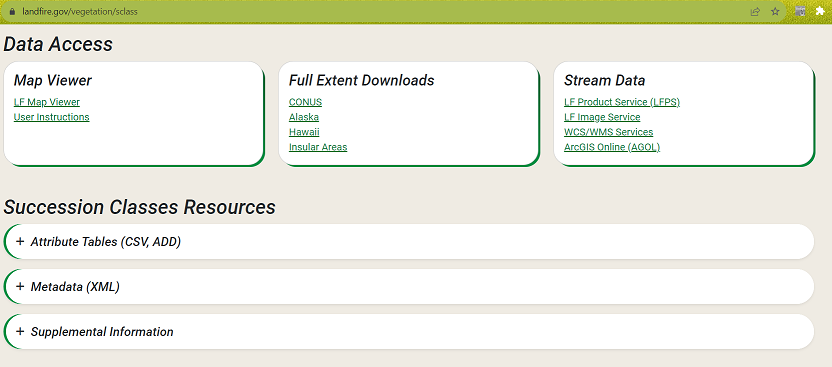 landfire.gov/vegetation/sclass
Data Access
Map Viewer
LF Map Viewer
User Instructions
Full Extent Downloads
CONUS
Alaska
Hawaii
Insular Areas
Stream Data
LF Product Service (LFPS)
LF Image Service
WCS/WMS Services
ArcGIS Online (AGOL)
Succession Classes Resources
+ Attribute Tables (CSV, ADD)
+ Metadata (XML)
+ Supplemental Information